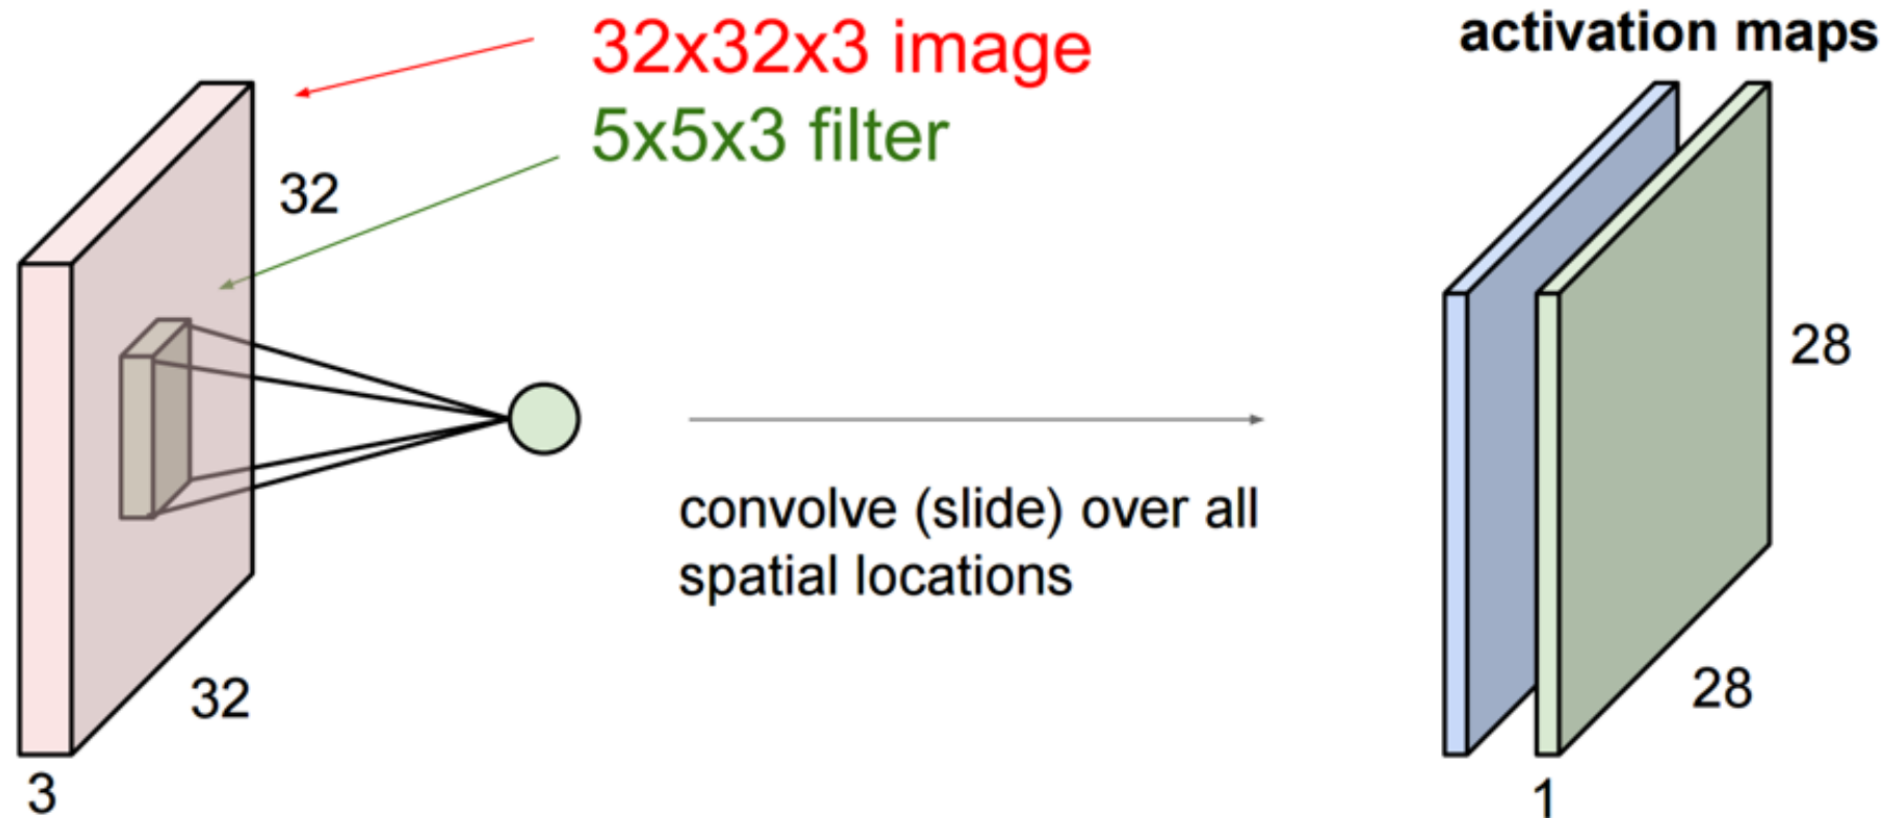 32x32x3 image
5x5x3 filter
32
32
3
convolve (slide) over all
spatial locations
activation maps
28
28
1